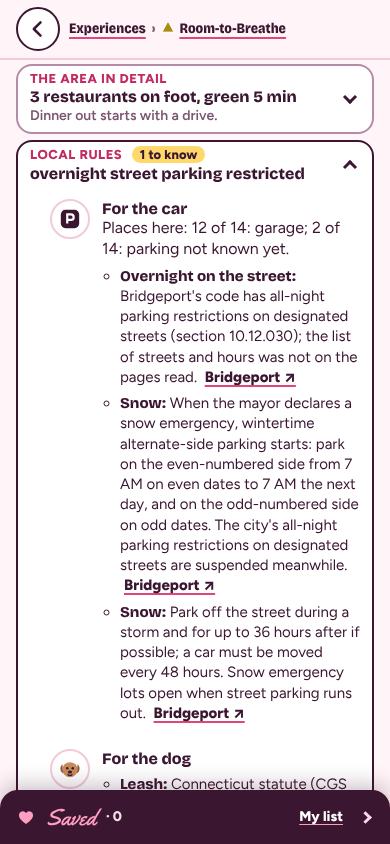 Experiences › Room-to-Breathe
THE AREA IN DETAIL
3 restaurants on foot, green 5 min
Dinner out starts with a drive.
LOCAL RULES 1 to know
overnight street parking restricted
P
For the car
Places here: 12 of 14: garage; 2 of
14: parking not known yet.
Overnight on the street:
Bridgeport's code has all-night
parking restrictions on designated
streets (section 10.12.030); the list
of streets and hours was not on the
pages read. Bridgeport ↗
Snow: When the mayor declares a
snow emergency, wintertime
alternate-side parking starts: park
on the even-numbered side from 7
AM on even dates to 7 AM the next
day, and on the odd-numbered side
on odd dates. The city's all-night
parking restrictions on designated
streets are suspended meanwhile.
Bridgeport ↗
Snow: Park off the street during a
storm and for up to 36 hours after if
possible; a car must be moved
every 48 hours. Snow emergency
lots open when street parking runs
out. Bridgeport ↗
For the dog
Leash: Connecticut statute (CGS
Saved · 0 My list